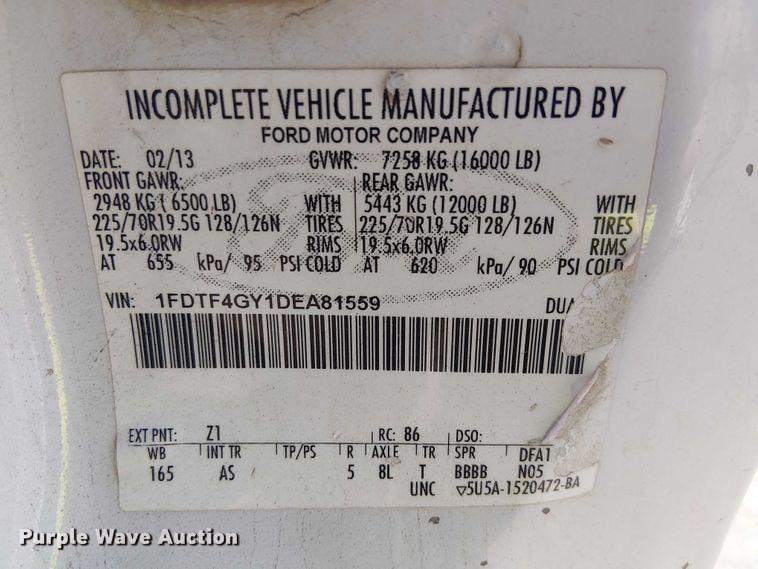 INCOMPLETE VEHICLE MANUFACTURED BY
FORD MOTOR COMPANY
DATE: 02/13 GVWR: 7258 KG (16000 LB)
FRONT GAWR: REAR GAWR:
2948 KG ( 6500 LB) WITH 5443 KG (12000 LB) WITH
225/70R19.5G 128/126N TIRES 225/70R19.5G 128/126N TIRES
19.5x6.0RW RIMS 19.5x6.0RW RIMS
AT 655 kPa/ 95 PSI COLD AT 620 kPa/ 90 PSI COLD
VIN: 1FDTF4GY1DEA81559 DUA
EXT PNT: Z1 RC: 86 DSO:
WB INT TR TP/PS R AXLE TR SPR DFA1
165 AS 5 8L T BBBB N05
UNC ▽5U5A-1520472-BA
Purple Wave Auction